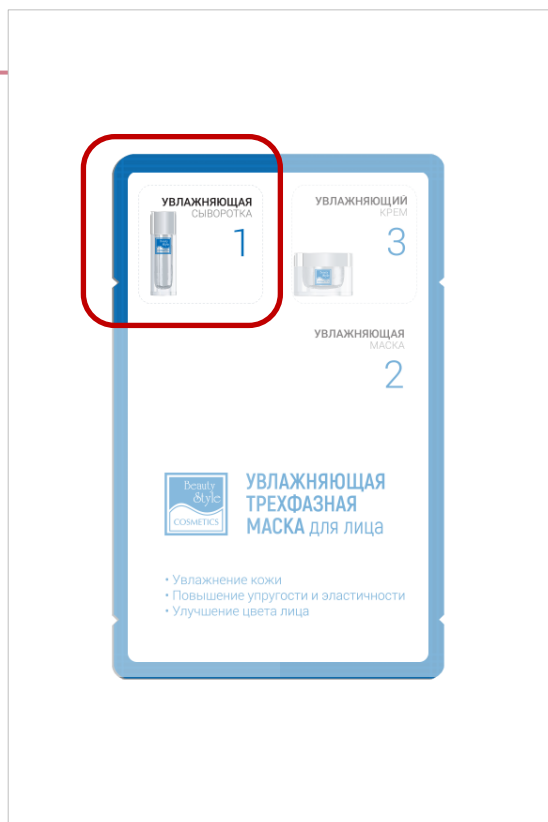 УВЛАЖНЯЮЩАЯ
СЫВОРОТКА
1
УВЛАЖНЯЮЩИЙ
КРЕМ
3
УВЛАЖНЯЮЩАЯ
МАСКА
2
Beauty
Style
COSMETICS
УВЛАЖНЯЮЩАЯ
ТРЕХФАЗНАЯ
МАСКА для лица
• Увлажнение кожи
• Повышение упругости и эластичности
• Улучшение цвета лица